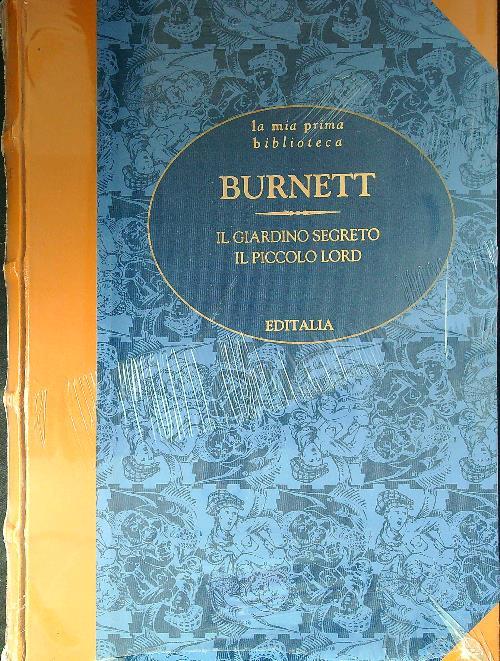 la mia prima
biblioteca
BURNETT
IL GIARDINO SEGRETO
IL PICCOLO LORD
EDITALIA